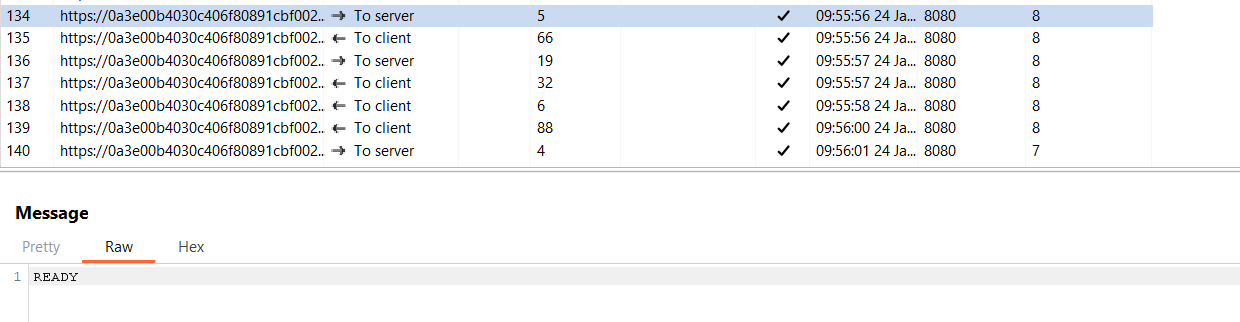 134 https://0a3e00b4030c406f80891cbf002... → To server 5 ✓ 09:55:56 24 Ja... 8080 8
135 https://0a3e00b4030c406f80891cbf002... ← To client 66 ✓ 09:55:56 24 Ja... 8080 8
136 https://0a3e00b4030c406f80891cbf002... → To server 19 ✓ 09:55:57 24 Ja... 8080 8
137 https://0a3e00b4030c406f80891cbf002... ← To client 32 ✓ 09:55:57 24 Ja... 8080 8
138 https://0a3e00b4030c406f80891cbf002... ← To client 6 ✓ 09:55:58 24 Ja... 8080 8
139 https://0a3e00b4030c406f80891cbf002... ← To client 88 ✓ 09:56:00 24 Ja... 8080 8
140 https://0a3e00b4030c406f80891cbf002... → To server 4 ✓ 09:56:01 24 Ja... 8080 7
Message
Pretty Raw Hex
1 READY